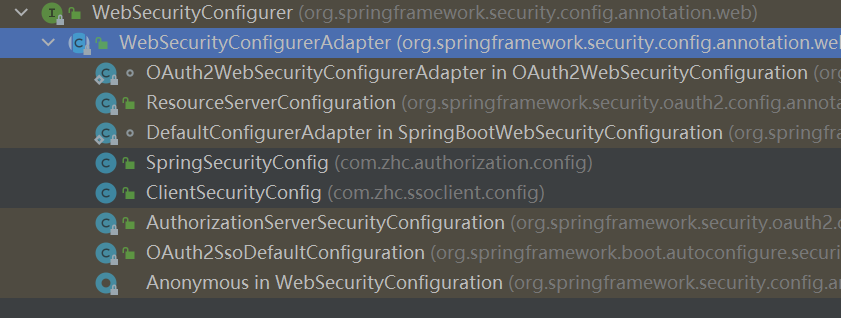 WebSecurityConfigurer (org.springframework.security.config.annotation.web)
WebSecurityConfigurerAdapter (org.springframework.security.config.annotation.wel
OAuth2WebSecurityConfigurerAdapter in OAuth2WebSecurityConfiguration (org
ResourceServerConfiguration (org.springframework.security.oauth2.config.annota
DefaultConfigurerAdapter in SpringBootWebSecurityConfiguration (org.springfra
SpringSecurityConfig (com.zhc.authorization.config)
ClientSecurityConfig (com.zhc.ssoclient.config)
AuthorizationServerSecurityConfiguration (org.springframework.security.oauth2.
OAuth2SsoDefaultConfiguration (org.springframework.boot.autoconfigure.securi
Anonymous in WebSecurityConfiguration (org.springframework.security.config.a